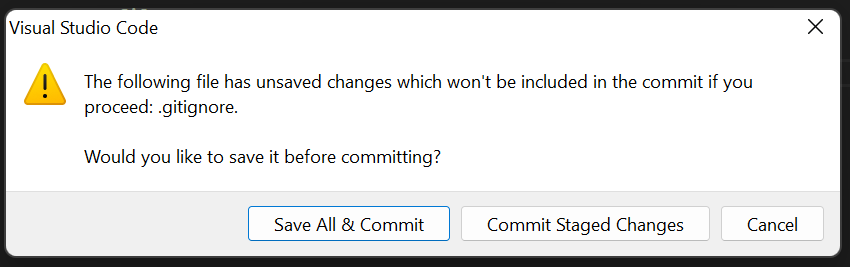 Visual Studio Code
The following file has unsaved changes which won't be included in the commit if you
proceed: .gitignore.
Would you like to save it before committing?
Save All & Commit
Commit Staged Changes
Cancel